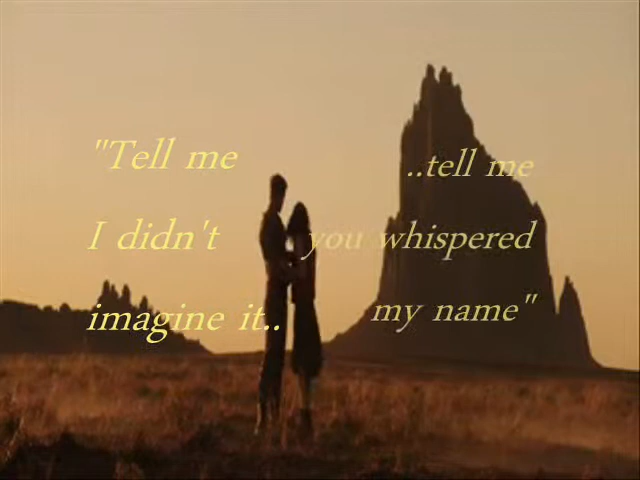 "Tell me
I didn't
imagine it..
..tell me
you whispered
my name"